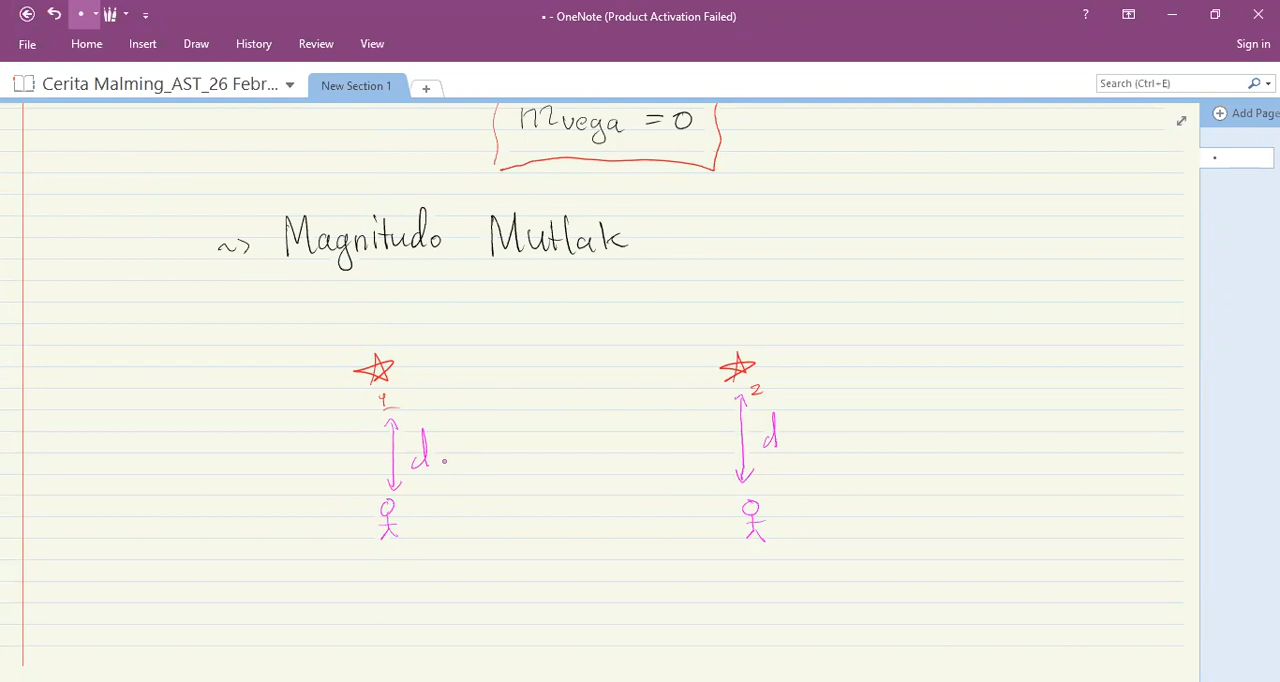 • - OneNote (Product Activation Failed)
?
File Home Insert Draw History Review View Sign in
Cerita Malming_AST_26 Febr... New Section 1 + Search (Ctrl+E)
Add Page
m vega = 0
~> Magnitudo Mutlak
1 2
d d